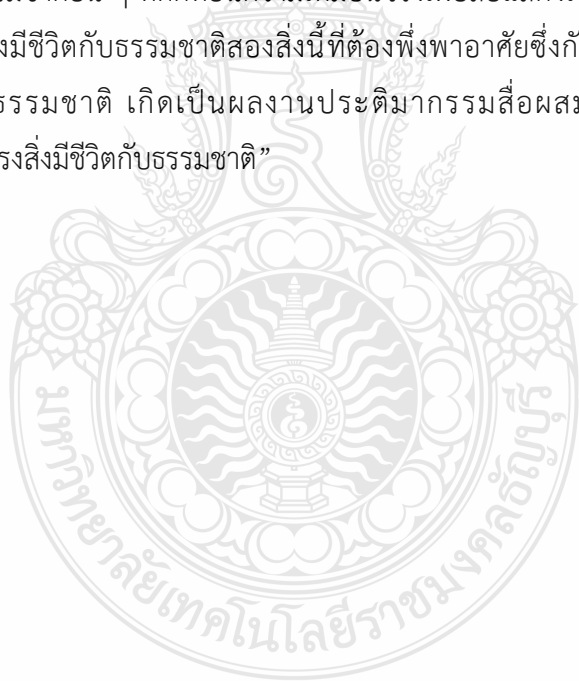 งมีชีวิตกับธรรมชาติสองสิ่งนี้ที่ต้องพึ่งพาอาศัยซึ่งกั
ธรรมชาติ เกิดเป็นผลงานประติมากรรมสื่อผสม
รงสิ่งมีชีวิตกับธรรมชาติ”
มหาวิทยาลัยเทคโนโลยีราชมงคลธัญบุรี